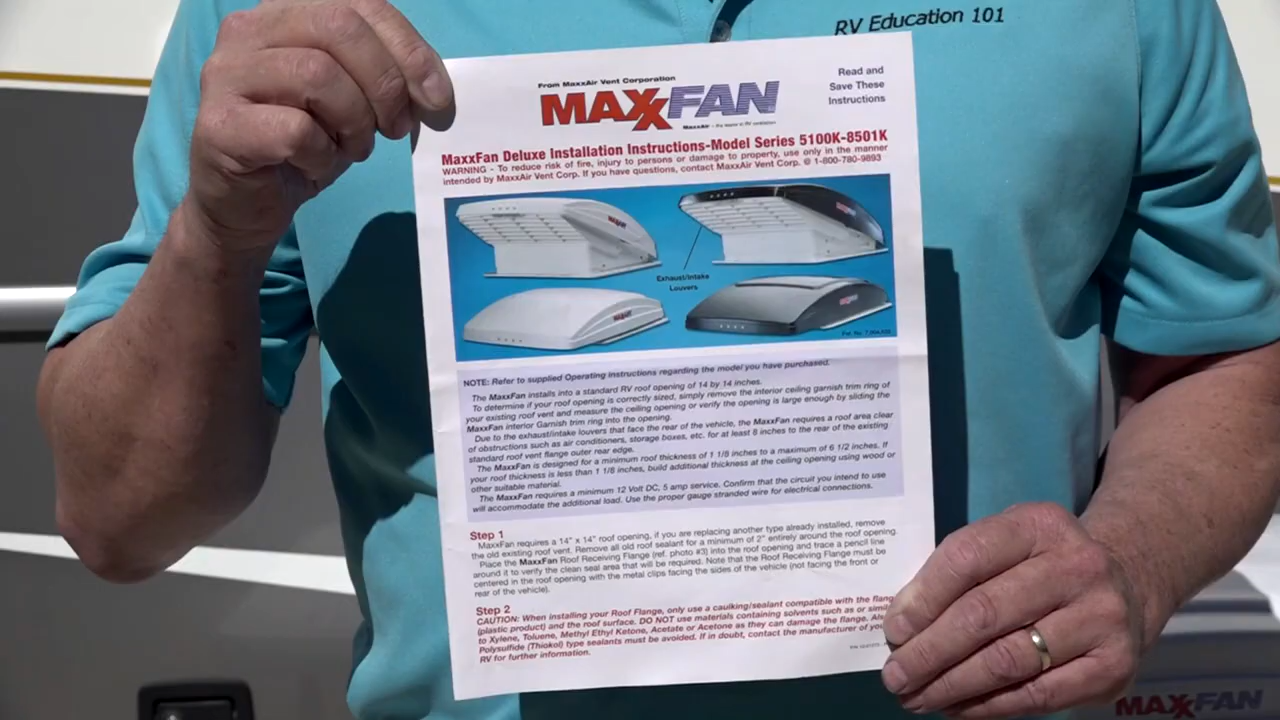 RV Education 101
From MaxxAir Vent Corporation
MAXXFAN
Read and
Save These
Instructions
MaxxFan Deluxe Installation Instructions-Model Series 5100K-8501K
WARNING - To reduce risk of fire, injury to persons or damage to property, use only in the manner
intended by MaxxAir Vent Corp. If you have questions, contact MaxxAir Vent Corp. @ 1-800-780-9893
Exhaust/Intake
Louvers
NOTE: Refer to supplied Operating instructions regarding the model you have purchased.
The MaxxFan installs into a standard RV roof opening of 14 by 14 inches.
To determine if your roof opening is correctly sized, simply remove the interior ceiling garnish trim ring of
your existing roof vent and measure the ceiling opening or verify the opening is large enough by sliding the
MaxxFan interior Garnish trim ring into the opening.
Due to the exhaust/intake louvers that face the rear of the vehicle, the MaxxFan requires a roof area clear
of obstructions such as air conditioners, storage boxes, etc. for at least 8 inches to the rear of the existing
standard roof vent flange outer rear edge.
The MaxxFan is designed for a minimum roof thickness of 1 1/8 inches to a maximum of 6 1/2 inches. If
your roof thickness is less than 1 1/8 inches, build additional thickness at the ceiling opening using wood or
other suitable material.
The MaxxFan requires a minimum 12 Volt DC, 5 amp service. Confirm that the circuit you intend to use
will accommodate the additional load. Use the proper gauge stranded wire for electrical connections.
Step 1
MaxxFan requires a 14" x 14" roof opening, if you are replacing another type already installed, remove
the old existing roof vent. Remove all old roof sealant for a minimum of 2" entirely around the roof opening.
Place the MaxxFan Roof Receiving Flange (ref. photo #3) into the roof opening and trace a pencil line
around it to verify the clean seal area that will be required. Note that the Roof Receiving Flange must be
centered in the roof opening with the metal clips facing the sides of the vehicle (not facing the front or
rear of the vehicle).
Step 2
CAUTION: When installing your Roof Flange, only use a caulking/sealant compatible with the flang
(plastic product) and the roof surface. DO NOT use materials containing solvents such as or simil
to Xylene, Toluene, Methyl Ethyl Ketone, Acetate or Acetone as they can damage the flange. Als
Polysulfide (Thiokol) type sealants must be avoided. If in doubt, contact the manufacturer of you
RV for further information.
MAXXFAN